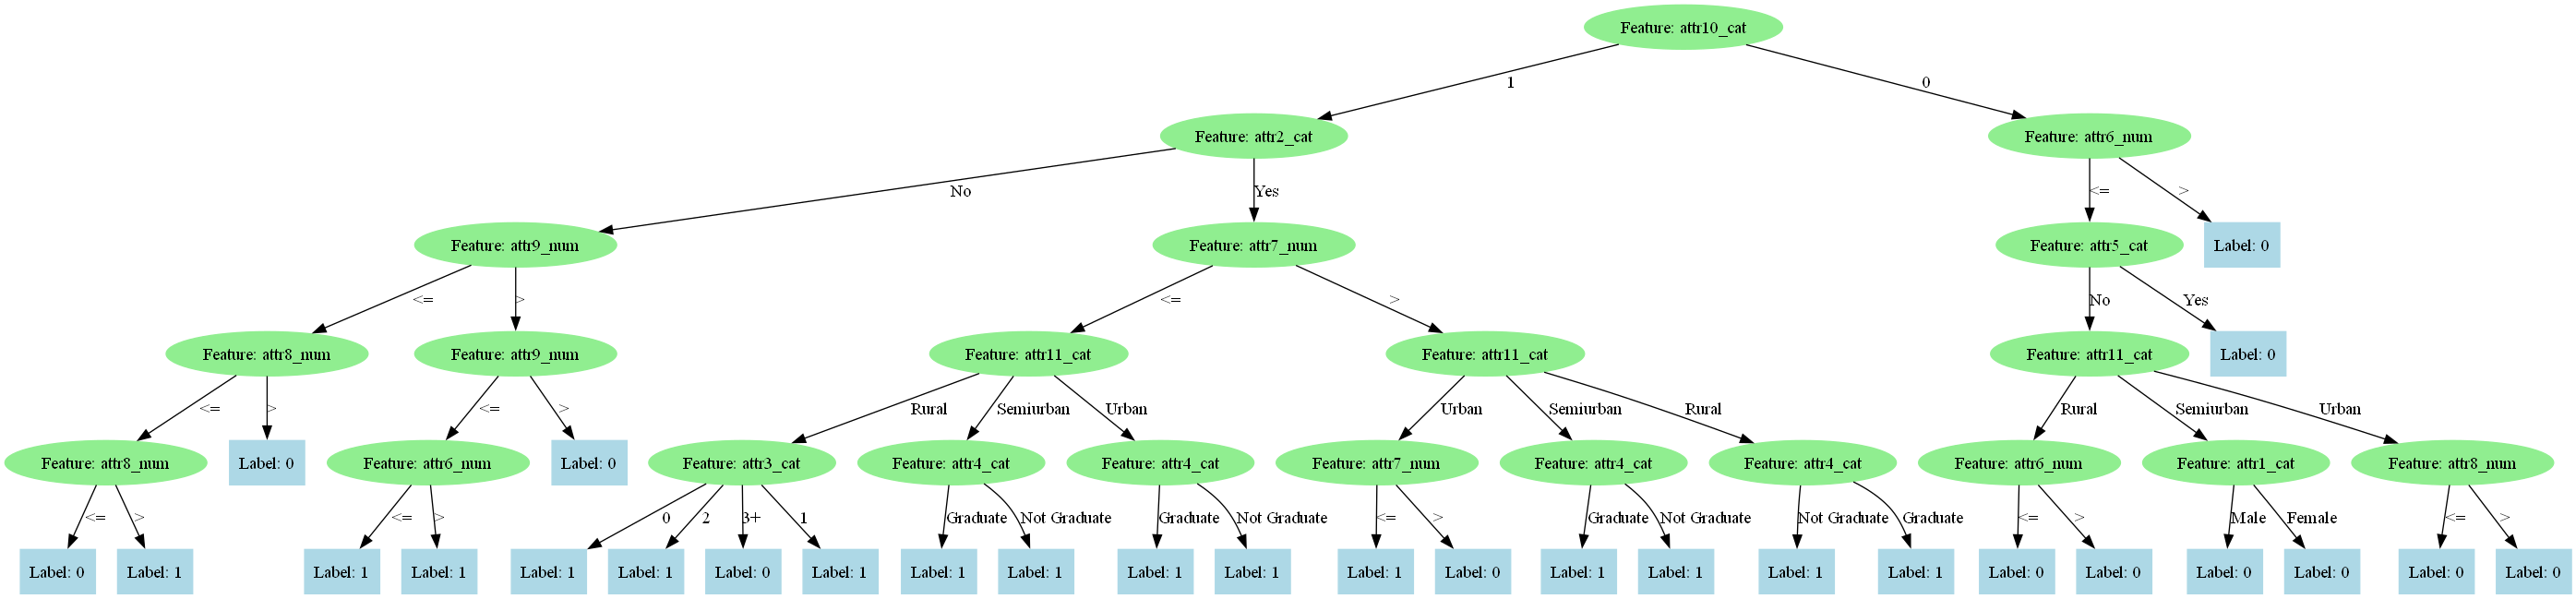 Feature: attr10_cat
1
0
Feature: attr2_cat
Feature: attr6_num
No
Yes
<=
>
Feature: attr9_num
Feature: attr7_num
Feature: attr5_cat
Label: 0
<=
>
<=
>
No
Yes
Feature: attr8_num
Feature: attr9_num
Feature: attr11_cat
Feature: attr11_cat
Feature: attr11_cat
Label: 0
<=
>
<=
>
Rural
Semiurban
Urban
Urban
Semiurban
Rural
Rural
Semiurban
Urban
Feature: attr8_num
Label: 0
Feature: attr6_num
Label: 0
Feature: attr3_cat
Feature: attr4_cat
Feature: attr4_cat
Feature: attr7_num
Feature: attr4_cat
Feature: attr4_cat
Feature: attr6_num
Feature: attr1_cat
Feature: attr8_num
<=
>
<=
>
0
2
3+
1
Graduate
Not Graduate
Graduate
Not Graduate
<=
>
Graduate
Not Graduate
Not Graduate
Graduate
<=
>
Male
Female
<=
>
Label: 0
Label: 1
Label: 1
Label: 1
Label: 1
Label: 1
Label: 0
Label: 1
Label: 1
Label: 1
Label: 1
Label: 1
Label: 1
Label: 0
Label: 1
Label: 1
Label: 1
Label: 1
Label: 0
Label: 0
Label: 0
Label: 0
Label: 0
Label: 0